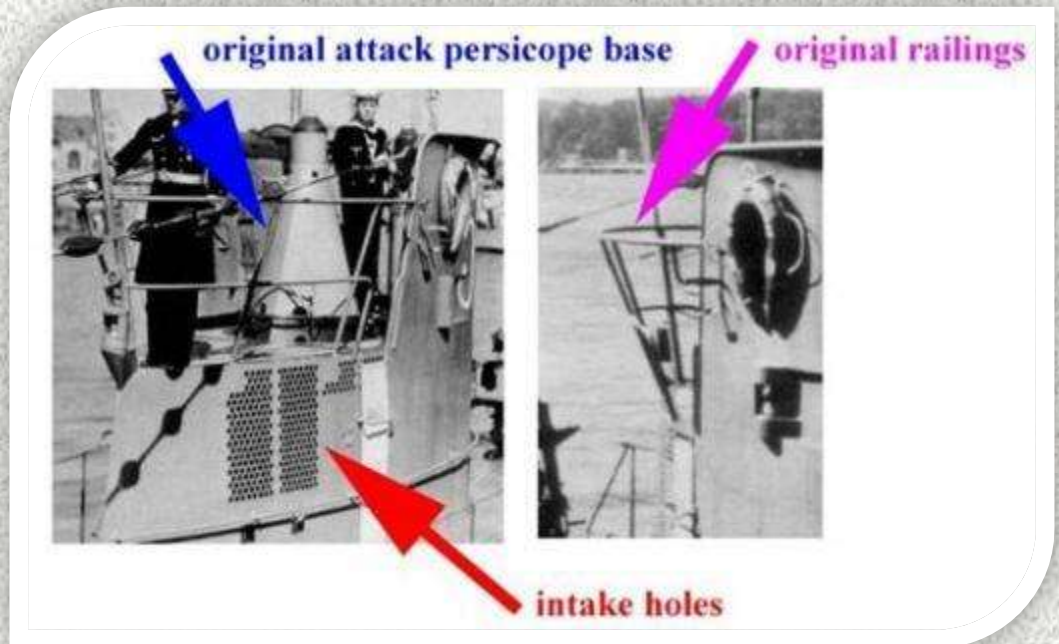 original attack persicope base
original railings
intake holes